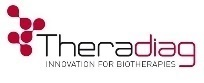 Theradiag
INNOVATION FOR BIOTHERAPIES